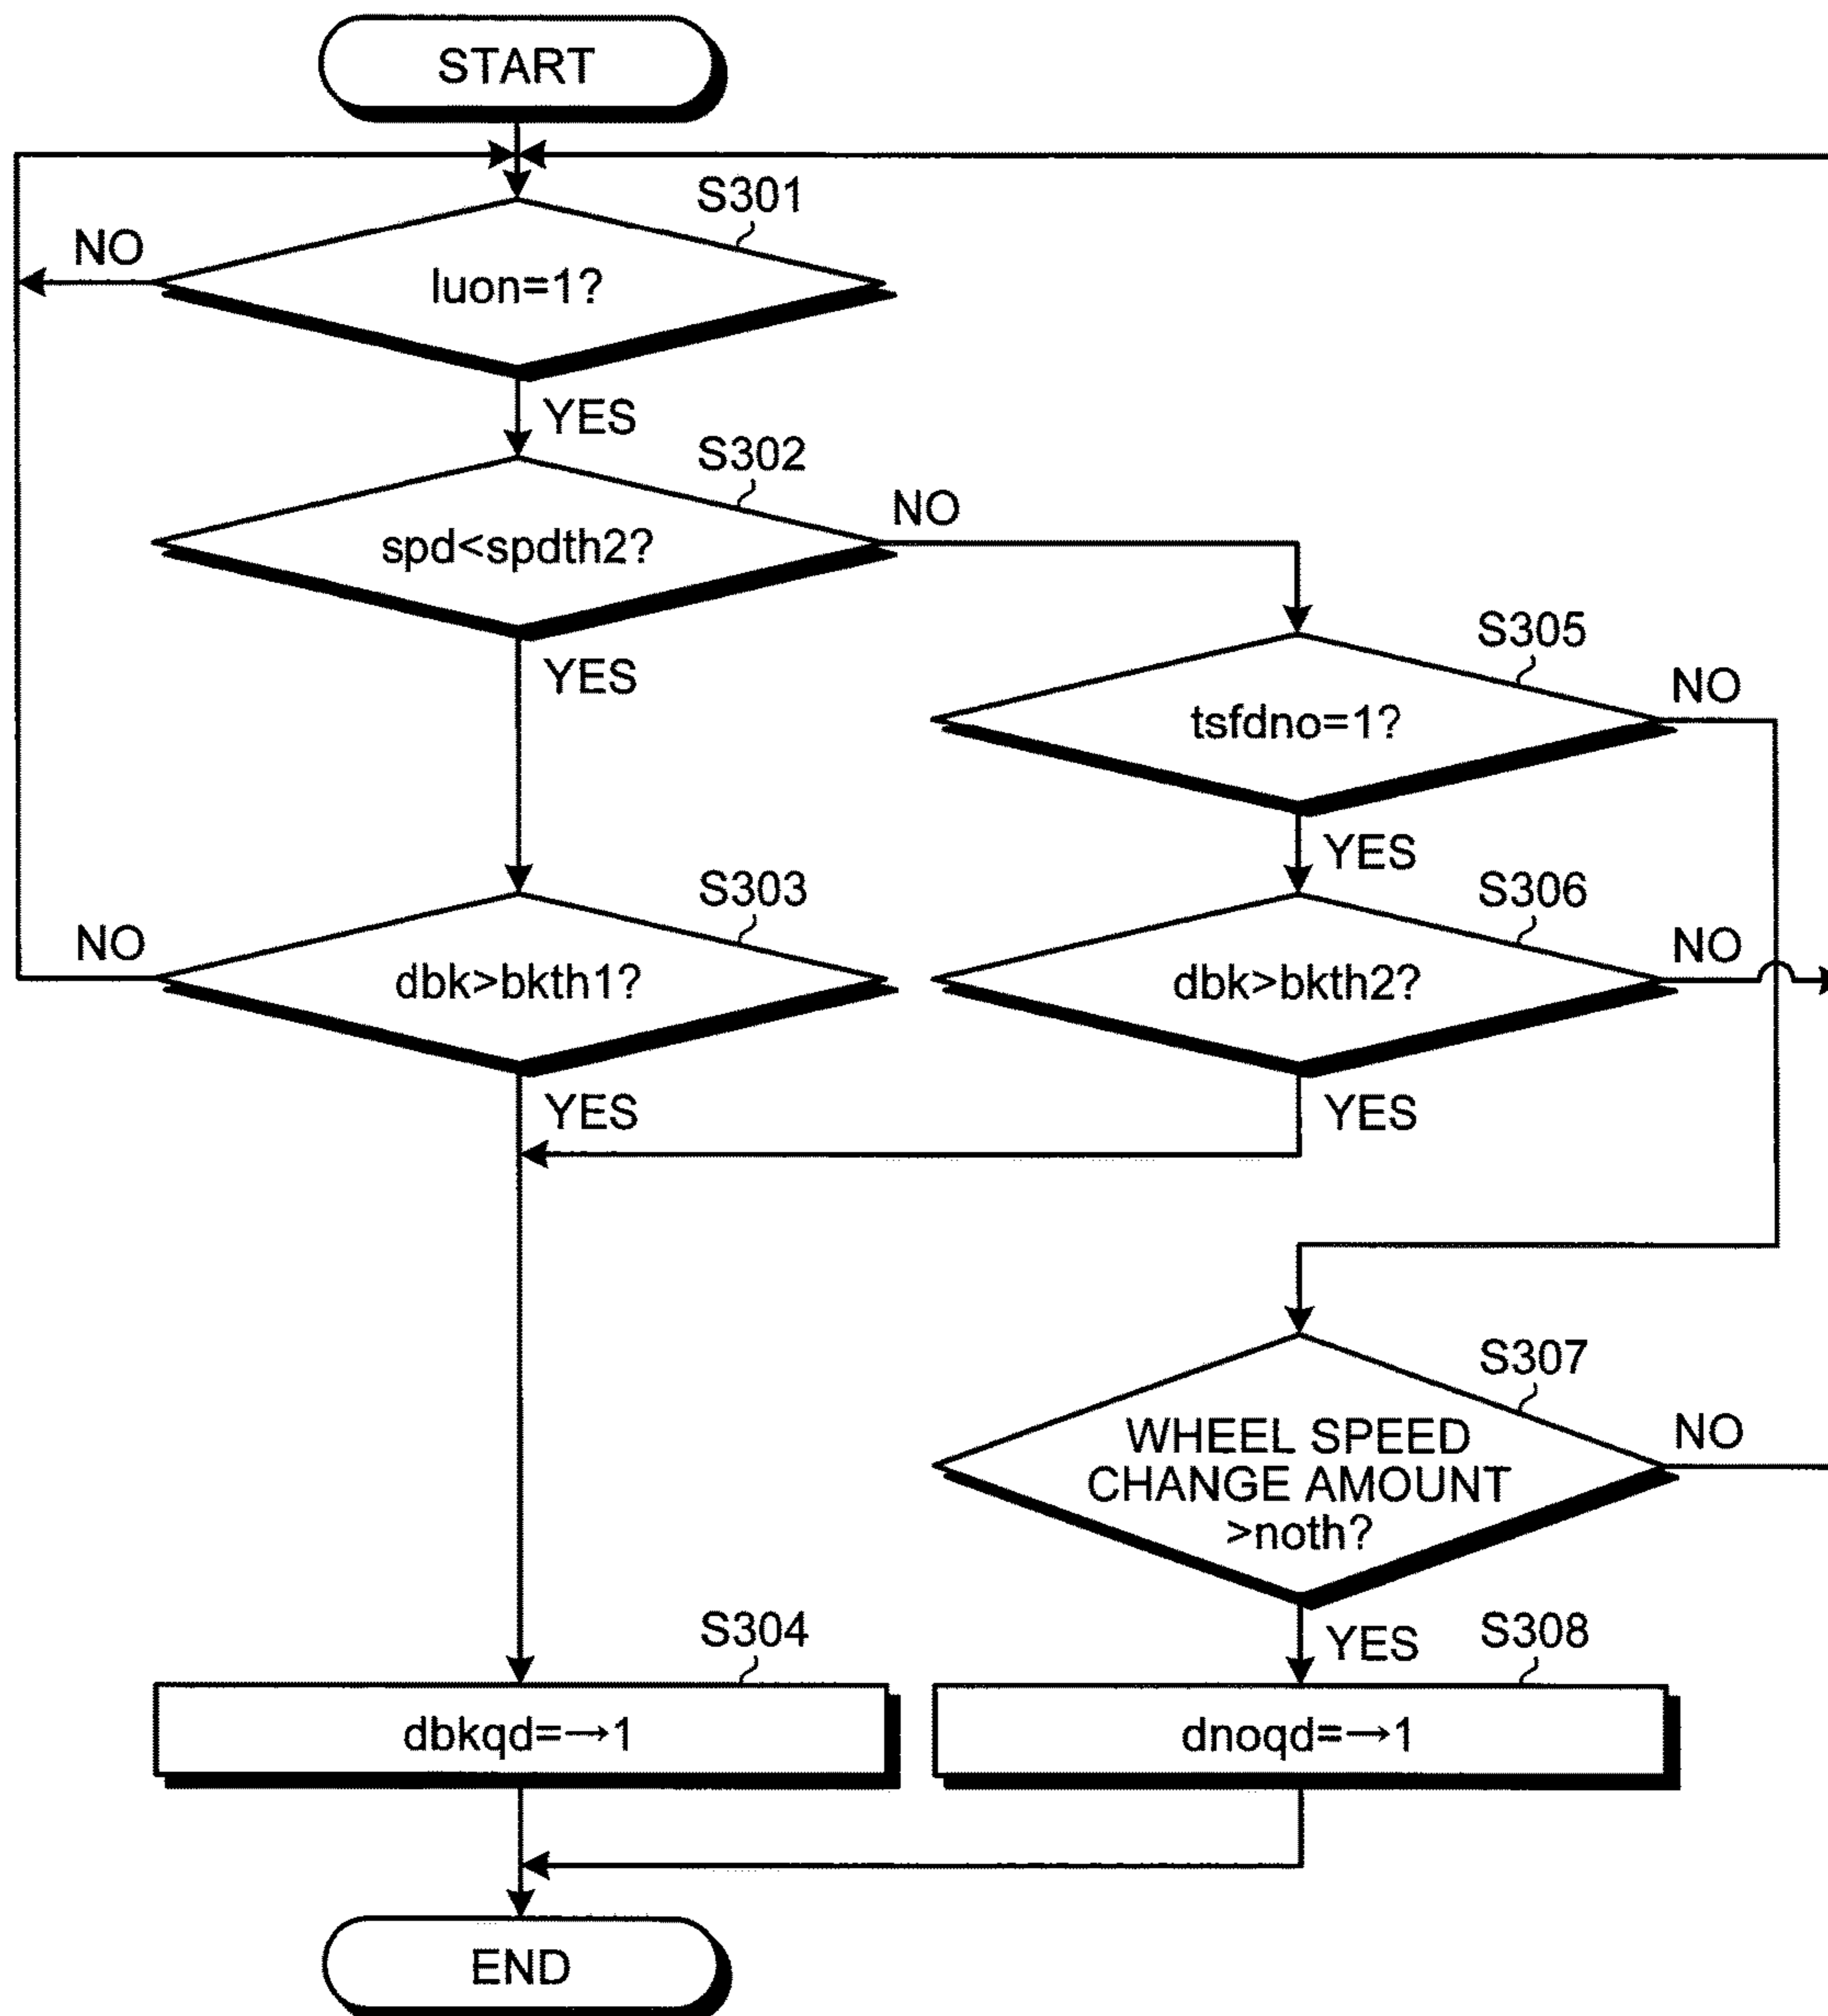 START
S301
NO
luon=1?
YES
S302
NO
spd<spdth2?
YES
S305
NO
tsfdno=1?
YES
S303
NO
dbk>bkth1?
YES
S306
NO
dbk>bkth2?
YES
S307
NO
WHEEL SPEED
CHANGE AMOUNT
>noth?
YES
S304
dbkqd=→1
S308
dnoqd=→1
END